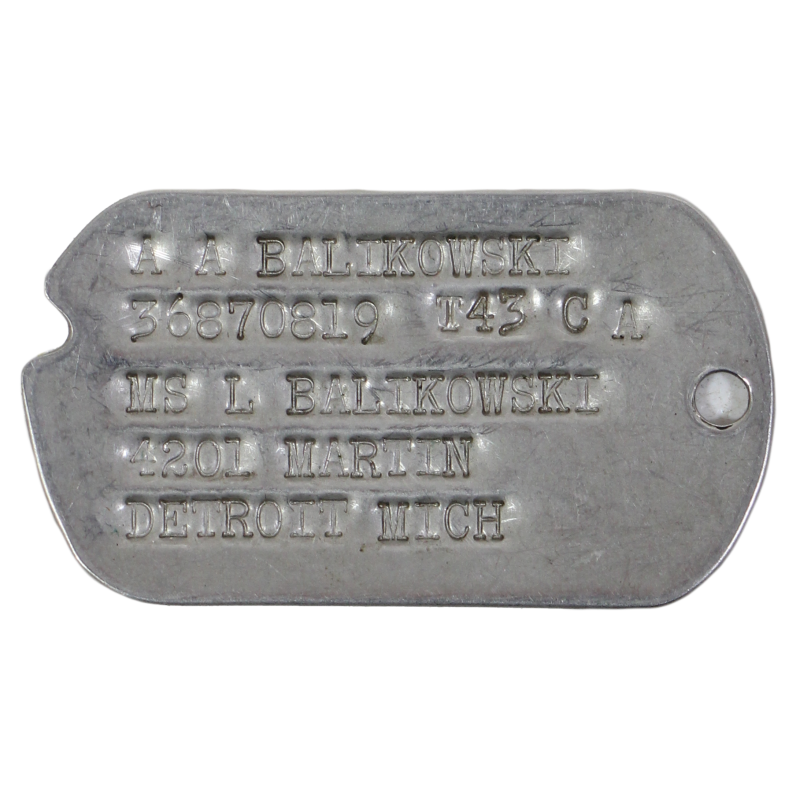 A A BALIKOWSKI
36870819 T43 C A
MS L BALIKOWSKI
4201 MARTIN
DETROIT MICH